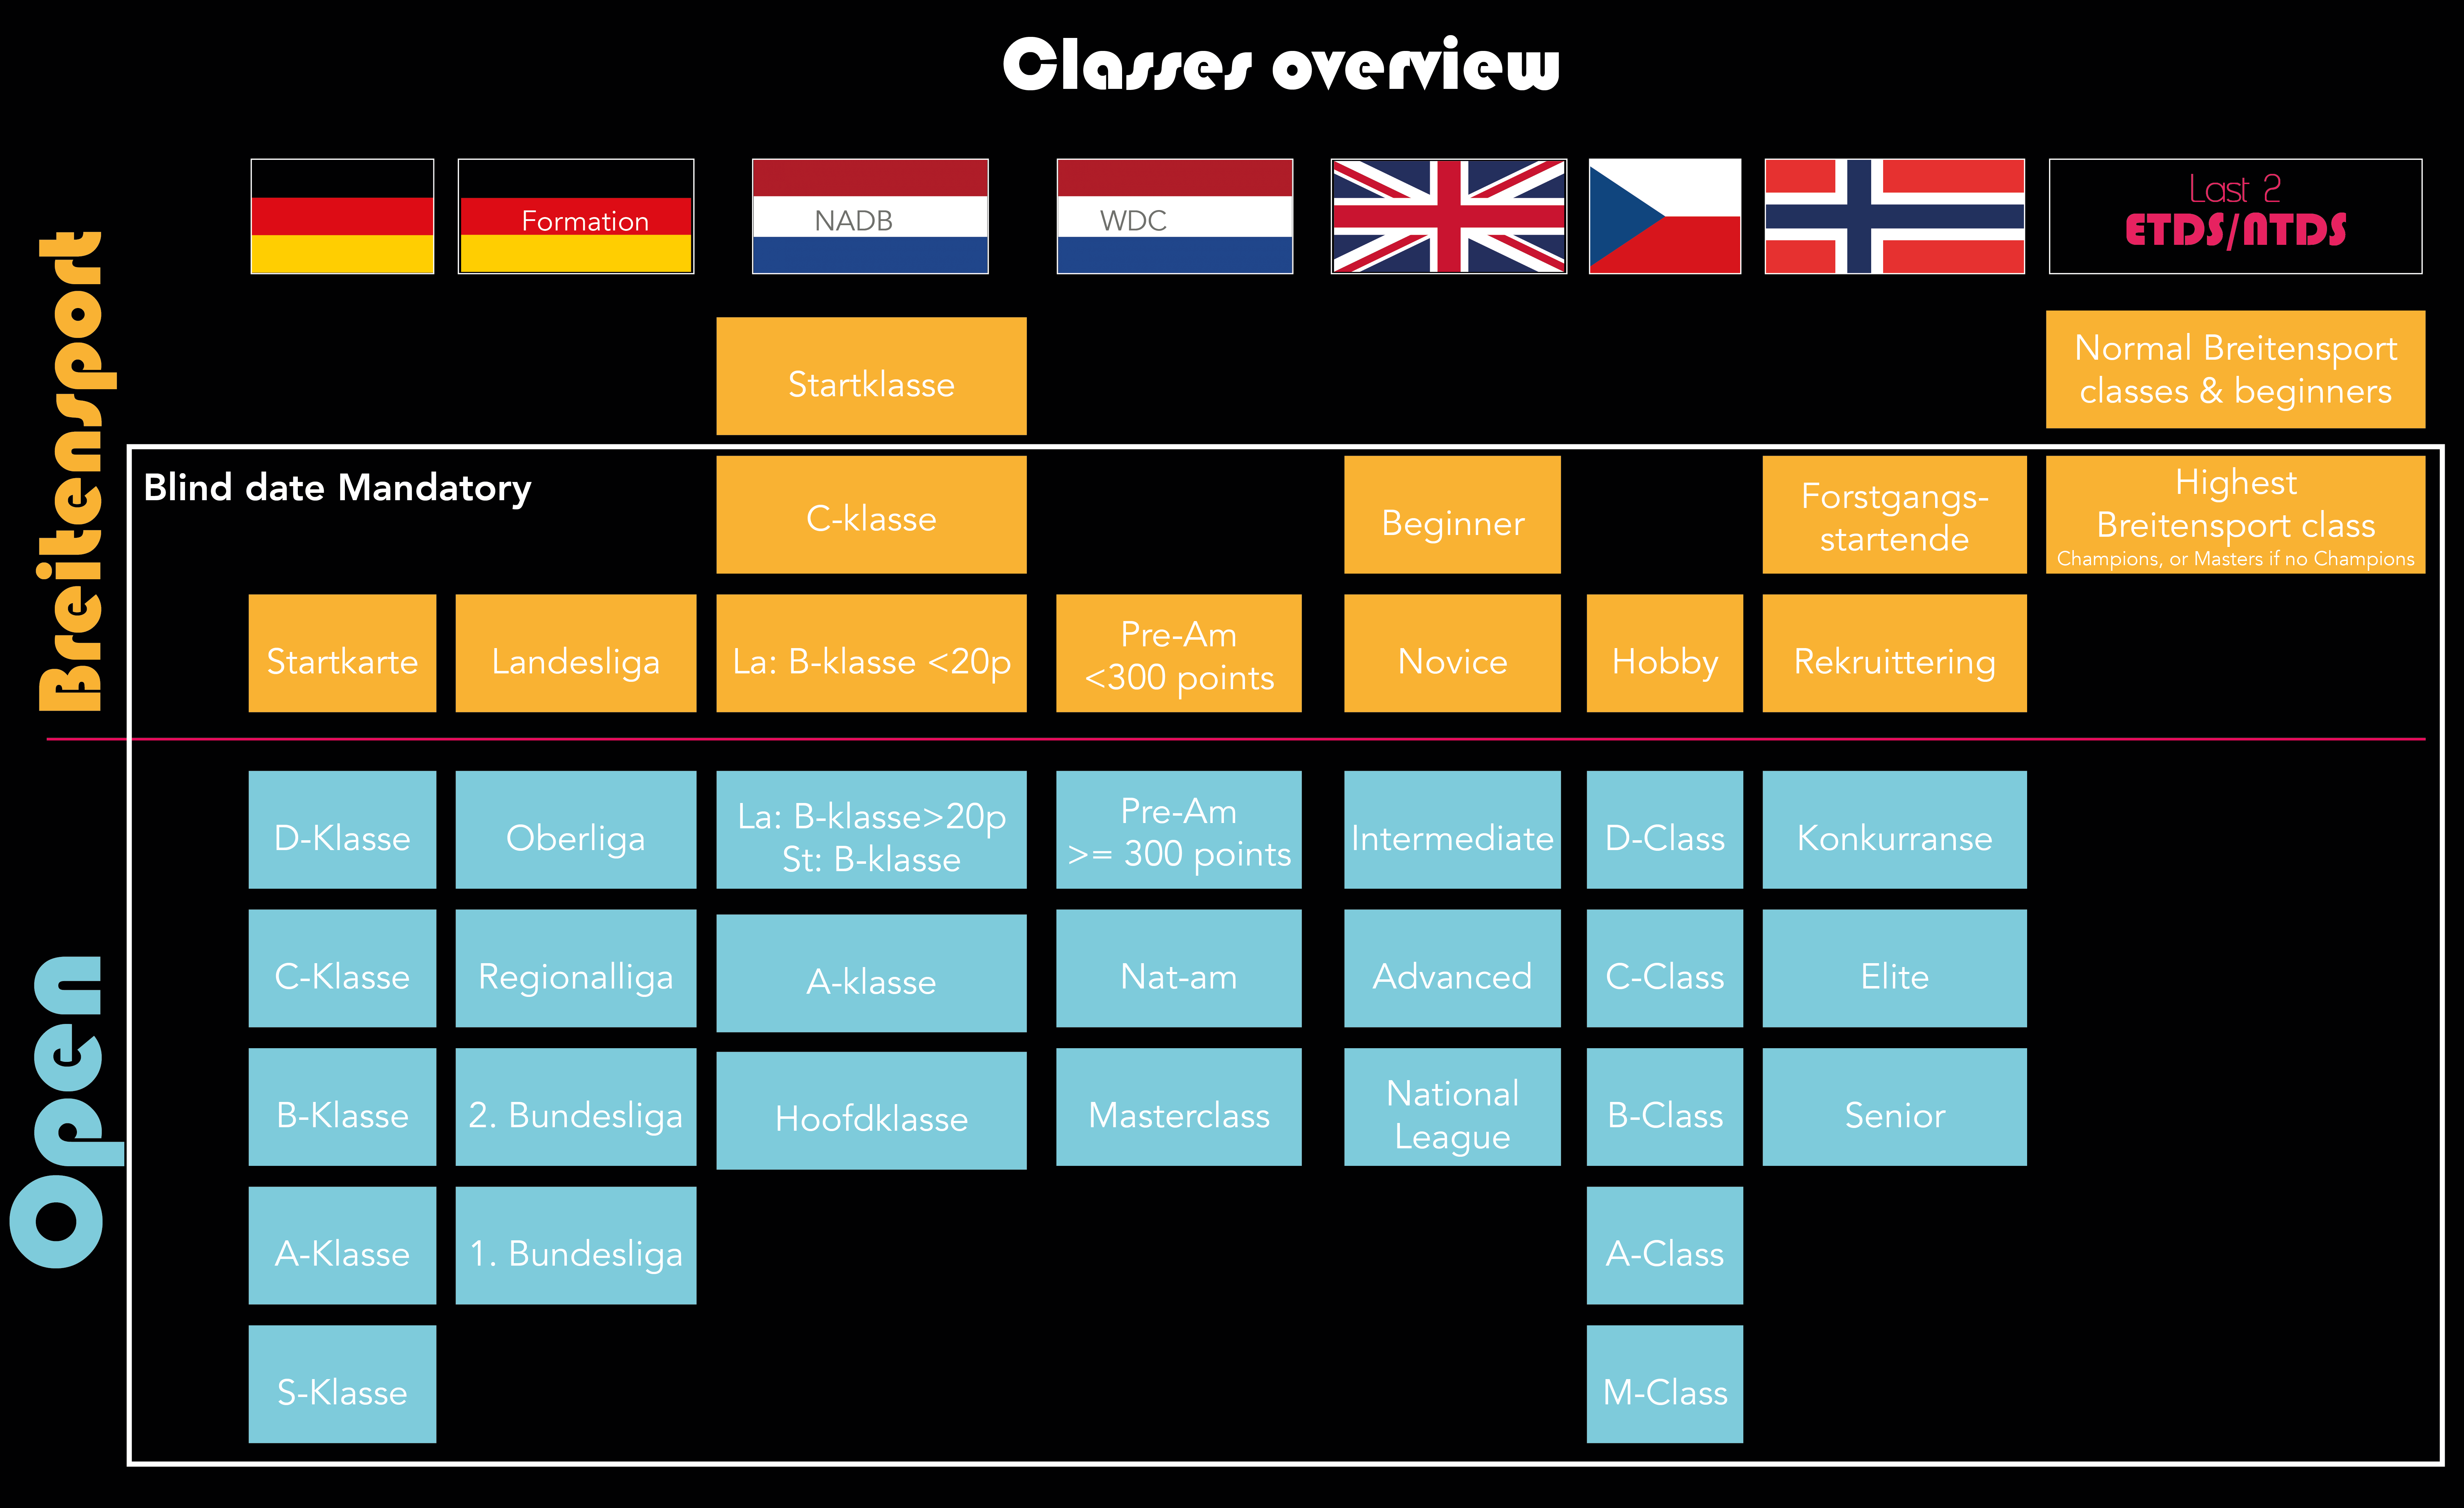 Classes overview
Formation
NADB
WDC
Last 2
ETDS/NTDS
Breitensport
Startklasse
Normal Breitensport
classes & beginners
Blind date Mandatory
C-klasse
Beginner
Forstgangs-
startende
Highest
Breitensport class
Champions, or Masters if no Champions
Startkarte
Landesliga
La: B-klasse <20p
Pre-Am
<300 points
Novice
Hobby
Rekruittering
Open
D-Klasse
Oberliga
La: B-klasse>20p
St: B-klasse
Pre-Am
>= 300 points
Intermediate
D-Class
Konkurranse
C-Klasse
Regionalliga
A-klasse
Nat-am
Advanced
C-Class
Elite
B-Klasse
2. Bundesliga
Hoofdklasse
Masterclass
National
League
B-Class
Senior
A-Klasse
1. Bundesliga
A-Class
S-Klasse
M-Class